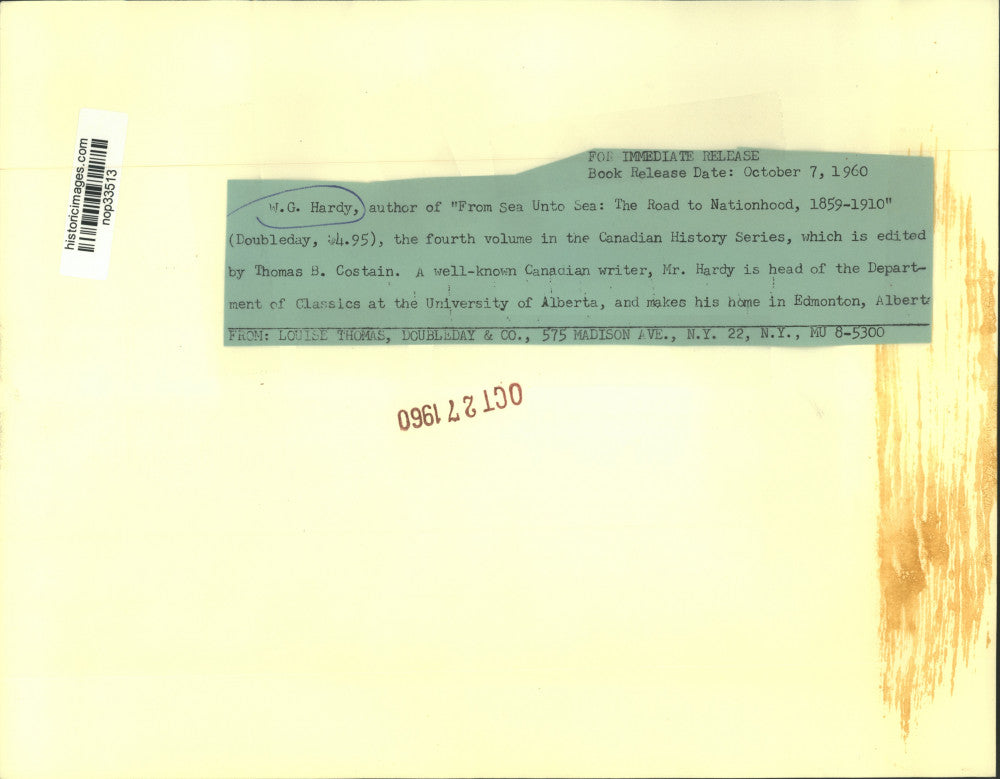 historicimages.com
nop33513
FOR IMMEDIATE RELEASE
Book Release Date: October 7, 1960
W.G. Hardy, author of "From Sea Unto Sea: The Road to Nationhood, 1859-1910"
(Doubleday, $4.95), the fourth volume in the Canadian History Series, which is edited
by Thomas B. Costain. A well-known Canadian writer, Mr. Hardy is head of the Depart-
ment of Classics at the University of Alberta, and makes his home in Edmonton, Albert
FROM: LOUISE THOMAS, DOUBLEDAY & CO., 575 MADISON AVE., N.Y. 22, N.Y., MU 8-5300
OCT 27 1960